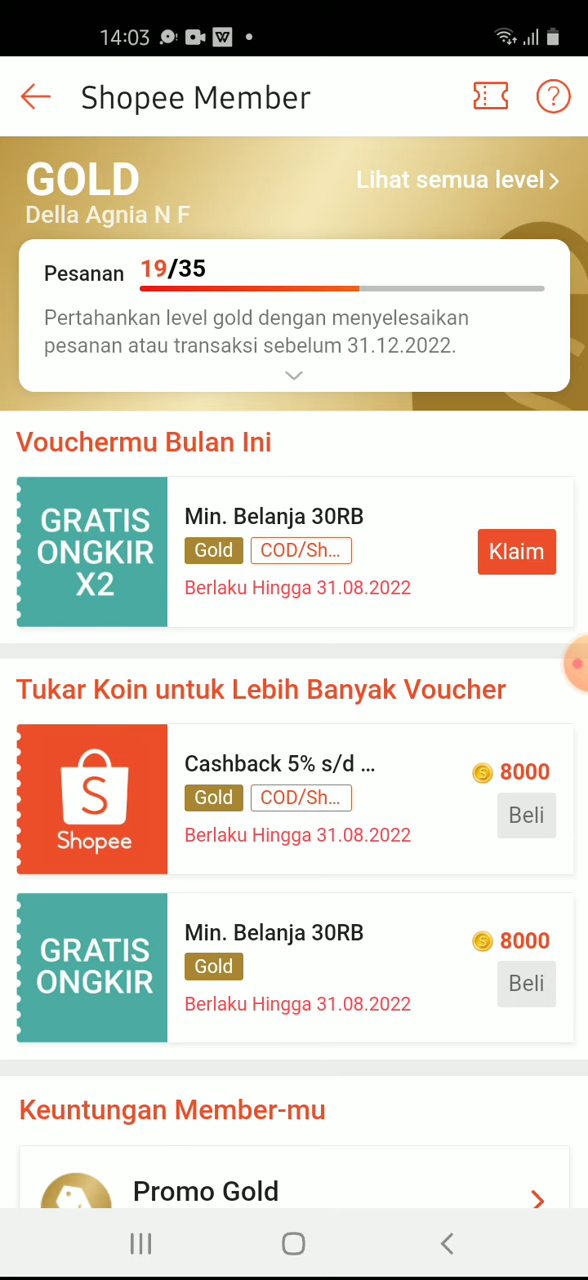 14:03
Shopee Member
GOLD
Lihat semua level
Della Agnia N F
Pesanan 19/35
Pertahankan level gold dengan menyelesaikan
pesanan atau transaksi sebelum 31.12.2022.
Vouchermu Bulan Ini
GRATIS
ONGKIR
X2
Min. Belanja 30RB
Gold COD/Sh...
Klaim
Berlaku Hingga 31.08.2022
Tukar Koin untuk Lebih Banyak Voucher
Shopee
Cashback 5% s/d ...
8000
Gold COD/Sh...
Beli
Berlaku Hingga 31.08.2022
GRATIS
ONGKIR
Min. Belanja 30RB
8000
Gold
Beli
Berlaku Hingga 31.08.2022
Keuntungan Member-mu
Promo Gold